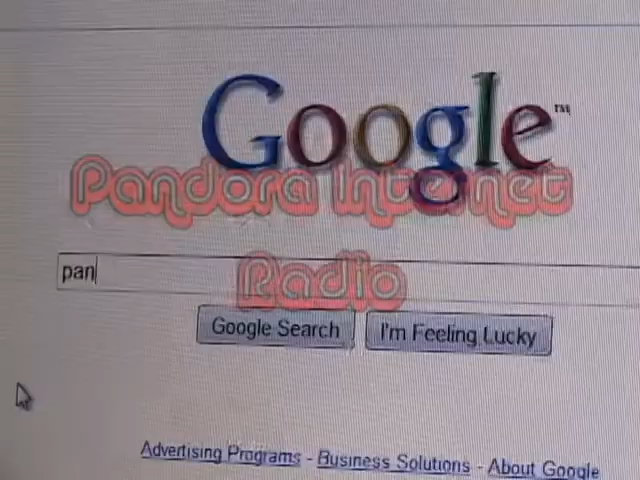 Google™
Pandora Internet
Radio
pan
Google Search
I'm Feeling Lucky
Advertising Programs - Business Solutions - About Google